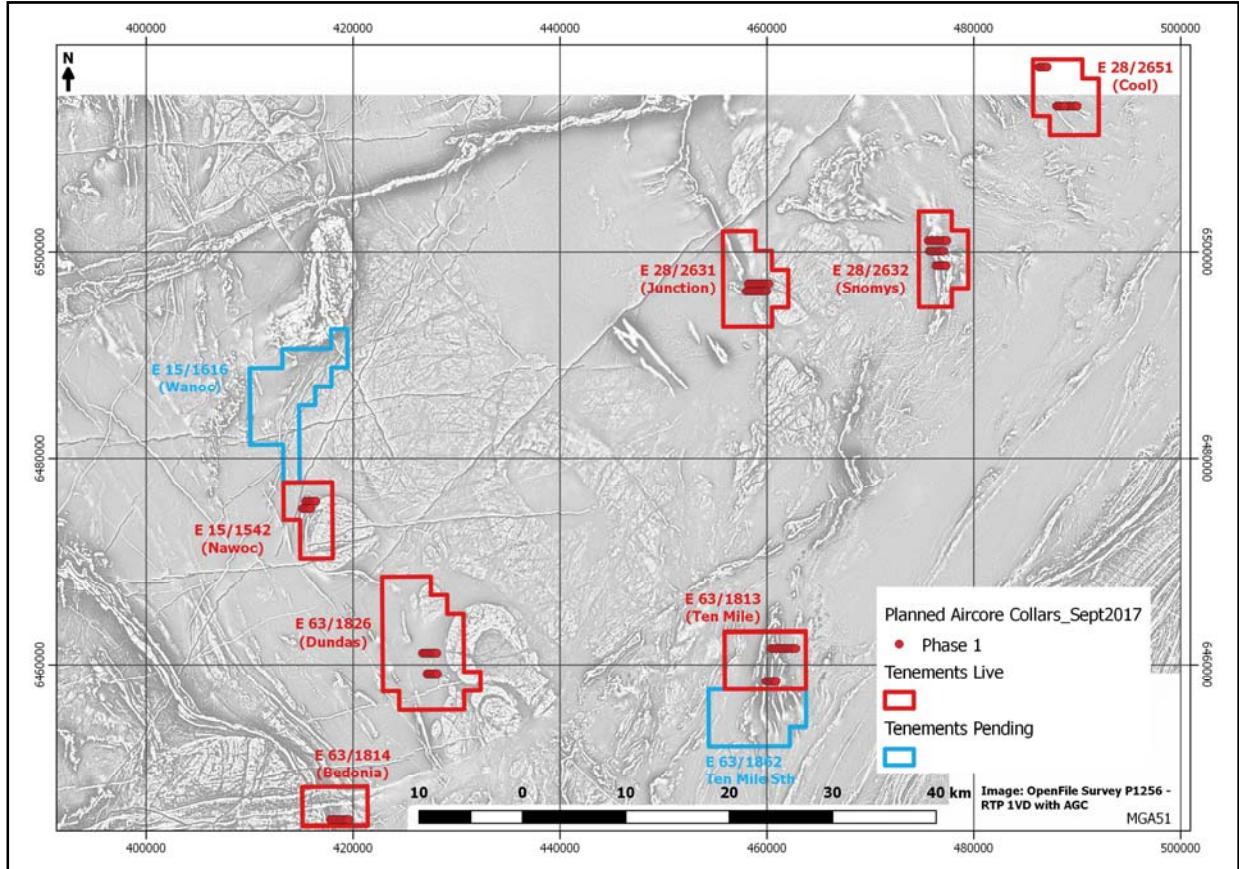 400000 420000 440000 460000 480000 500000
N
E 28/2651
(Cool)
6500000
E 28/2631
(Junction)
E 28/2632
(Snomys)
6500000
E 15/1616
(Wanoc)
6480000
6480000
E 15/1542
(Nawoc)
E 63/1826
(Dundas)
E 63/1813
(Ten Mile)
6460000
6460000
E 63/1814
(Bedonia)
E 63/1862
Ten Mile Sth
Planned Aircore Collars_Sept2017
Phase 1
Tenements Live
Tenements Pending
10 0 10 20 30 40 km
Image: OpenFile Survey P1256 -
RTP 1VD with AGC
MGA51
400000 420000 440000 460000 480000 500000